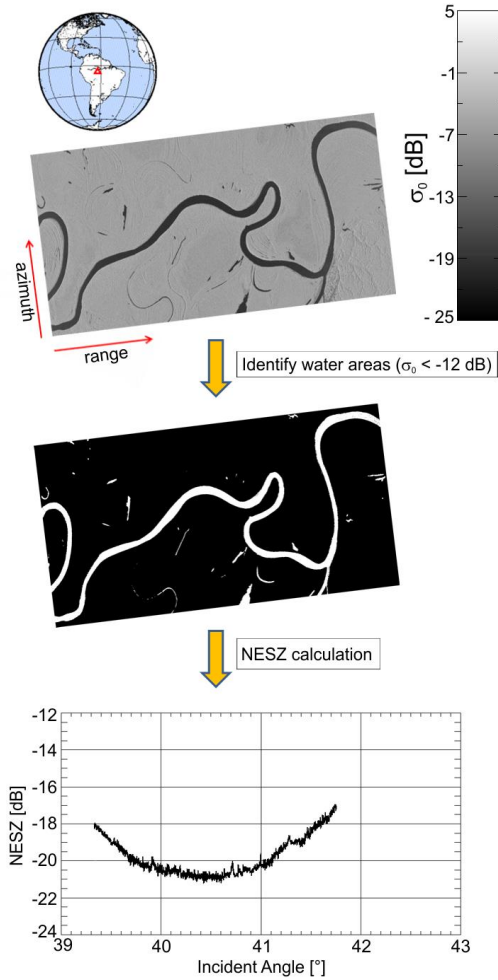 5
-1
-7
-13
-19
- 25
σ₀ [dB]
azimuth
range
Identify water areas (σ₀ < -12 dB)
NESZ calculation
-12
-14
-16
-18
-20
-22
-24
NESZ [dB]
39
40
41
42
43
Incident Angle [°]